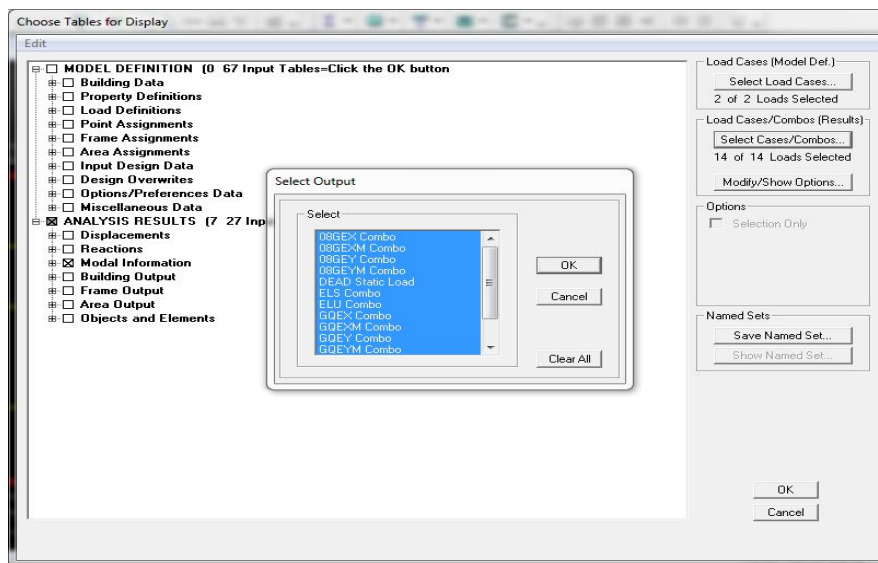 Choose Tables for Display
Edit
MODEL DEFINITION (0 67 Input Tables=Click the OK button
Building Data
Property Definitions
Load Definitions
Point Assignments
Frame Assignments
Area Assignments
Input Design Data
Design Overwrites
Options/Preferences Data
Miscellaneous Data
ANALYSIS RESULTS (7 27 Inp
Displacements
Reactions
Modal Information
Building Output
Frame Output
Area Output
Objects and Elements
Select Output
Select
08GEX Combo
08GEXM Combo
08GEY Combo
08GEYM Combo
DEAD Static Load
ELS Combo
ELU Combo
GQEX Combo
GQEXM Combo
GQEY Combo
GQEYM Combo
OK
Cancel
Clear All
Load Cases (Model Def.)
Select Load Cases...
2 of 2 Loads Selected
Load Cases/Combos (Results)
Select Cases/Combos...
14 of 14 Loads Selected
Modify/Show Options...
Options
Selection Only
Named Sets
Save Named Set...
Show Named Set...
OK
Cancel